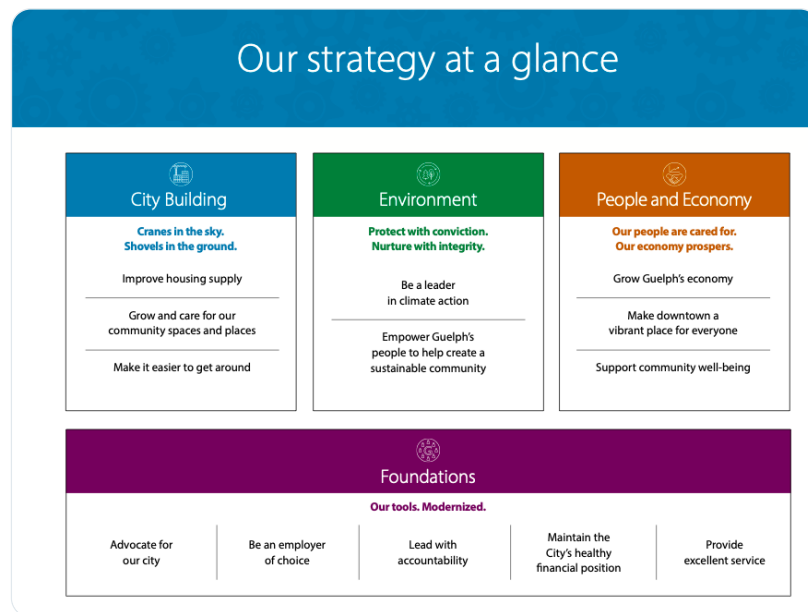 Our strategy at a glance
City Building
Cranes in the sky.
Shovels in the ground.
Improve housing supply
Grow and care for our
community spaces and places
Make it easier to get around
Environment
Protect with conviction.
Nurture with integrity.
Be a leader
in climate action
Empower Guelph's
people to help create a
sustainable community
People and Economy
Our people are cared for.
Our economy prospers.
Grow Guelph's economy
Make downtown a
vibrant place for everyone
Support community well-being
Foundations
Our tools. Modernized.
Advocate for
our city
Be an employer
of choice
Lead with
accountability
Maintain the
City's healthy
financial position
Provide
excellent service